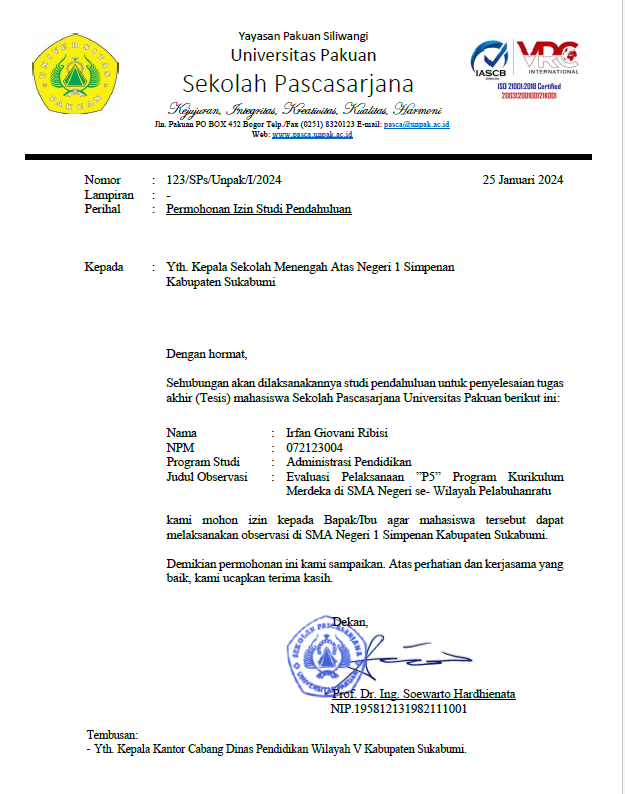 Yayasan Pakuan Siliwangi
Universitas Pakuan
Sekolah Pascasarjana
Kejujuran, Integritas, Kreativitas, Kualitas, Harmoni
Jln. Pakuan PO BOX 452 Bogor Telp./Fax (0251) 8320123 E-mail: pasca@unpak.ac.id
Web: www.pasca.unpak.ac.id
UNIVERSITAS PAKUAN
IASCB
VRC
INTERNATIONAL
ISO 21001:2018 Certified
Nomor : 123/SPs/Unpak/I/2024 25 Januari 2024
Lampiran : -
Perihal : Permohonan Izin Studi Pendahuluan
Kepada : Yth. Kepala Sekolah Menengah Atas Negeri 1 Simpenan
Kabupaten Sukabumi
Dengan hormat,
Sehubungan akan dilaksanakannya studi pendahuluan untuk penyelesaian tugas
akhir (Tesis) mahasiswa Sekolah Pascasarjana Universitas Pakuan berikut ini:
Nama : Irfan Giovani Ribisi
NPM : 072123004
Program Studi : Administrasi Pendidikan
Judul Observasi : Evaluasi Pelaksanaan ”P5” Program Kurikulum
Merdeka di SMA Negeri se- Wilayah Pelabuhanratu
kami mohon izin kepada Bapak/Ibu agar mahasiswa tersebut dapat
melaksanakan observasi di SMA Negeri 1 Simpenan Kabupaten Sukabumi.
Demikian permohonan ini kami sampaikan. Atas perhatian dan kerjasama yang
baik, kami ucapkan terima kasih.
Dekan,
SEKOLAH PASCASARJANA
UNIVERSITAS PAKUAN
Prof. Dr. Ing. Soewarto Hardhienata
NIP.195812131982111001
Tembusan:
- Yth. Kepala Kantor Cabang Dinas Pendidikan Wilayah V Kabupaten Sukabumi.